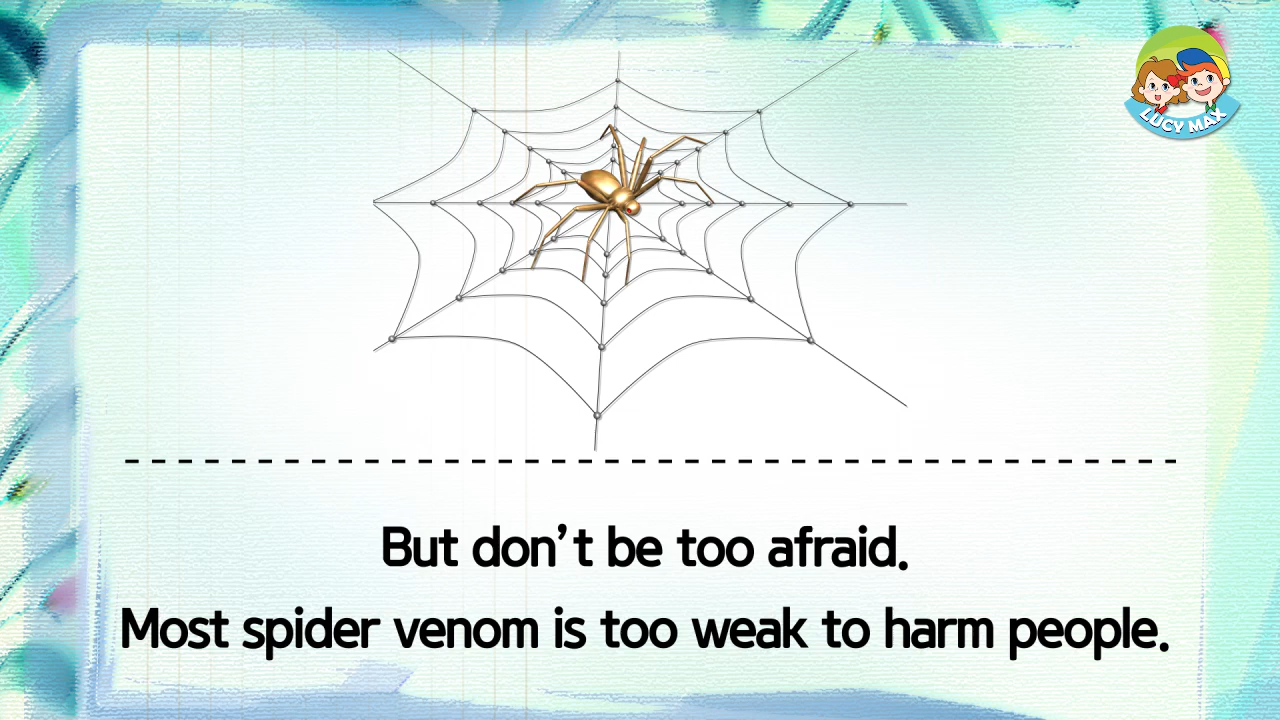 LUCY MAX
But don't be too afraid.
Most spider venom is too weak to harm people.